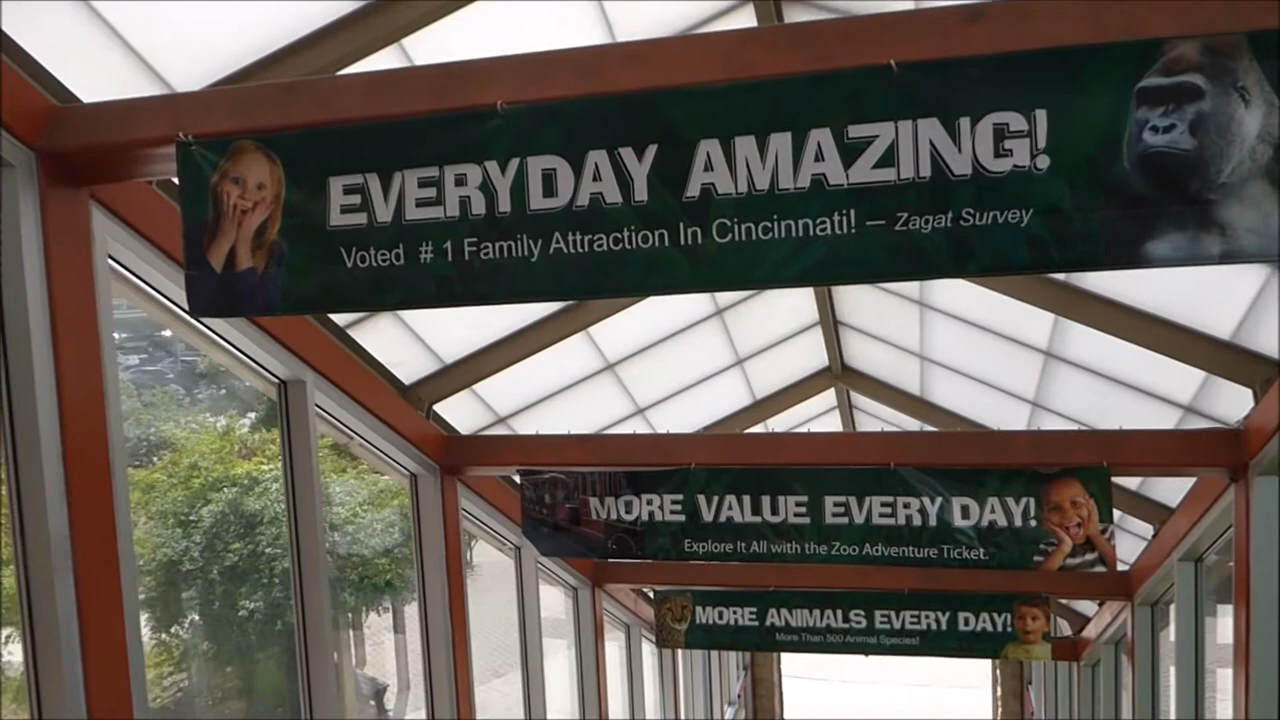 EVERYDAY AMAZING!
Voted # 1 Family Attraction In Cincinnati! – Zagat Survey
MORE VALUE EVERY DAY!
Explore It All with the Zoo Adventure Ticket.
MORE ANIMALS EVERY DAY!
More Than 500 Animal Species!